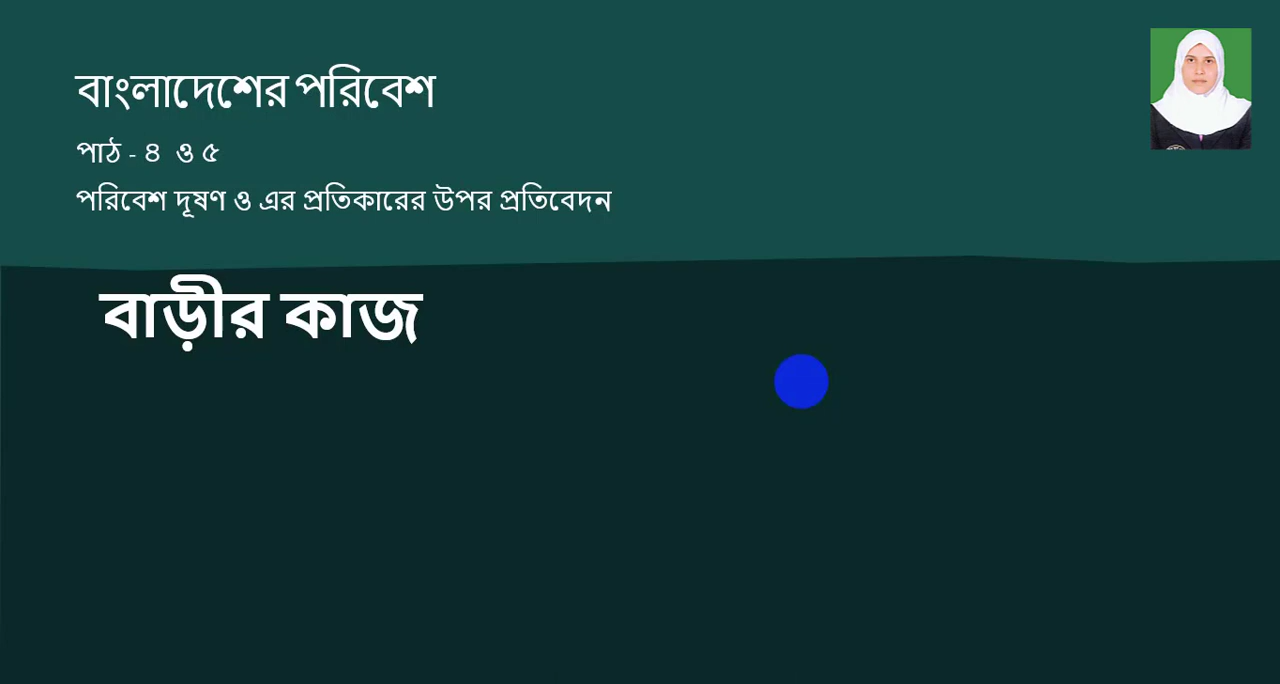 বাংলাদেশের পরিবেশ
পাঠ - ৪ ও ৫
পরিবেশ দূষণ ও এর প্রতিকারের উপর প্রতিবেদন
বাড়ীর কাজ